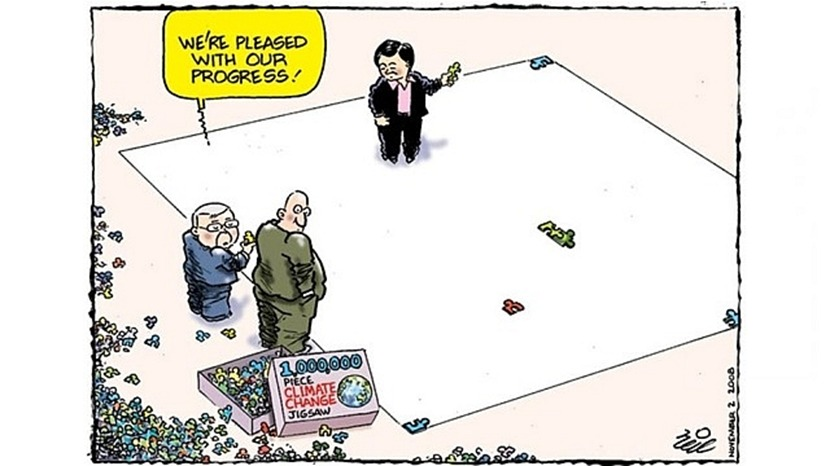 WE'RE PLEASED
WITH OUR
PROGRESS!
1,000,000
PIECE
CLIMATE
CHANGE
JIGSAW
NOVEMBER 2 2008